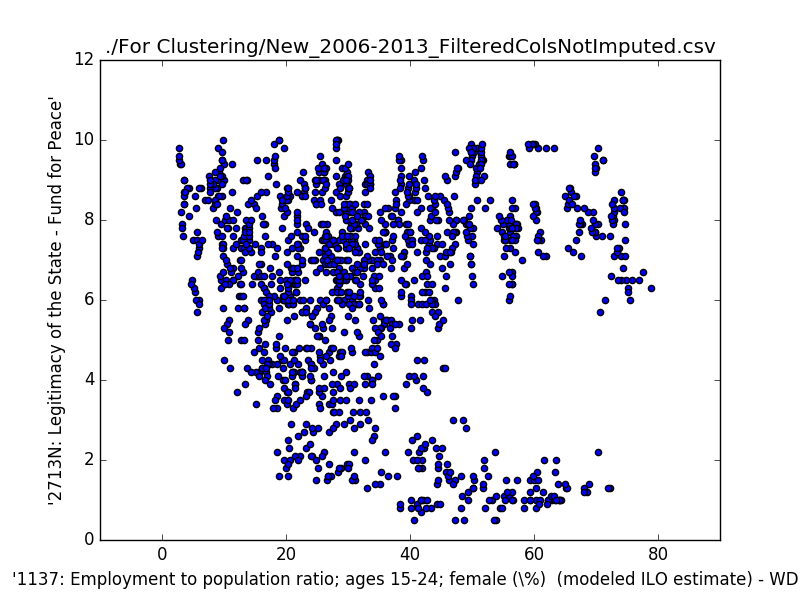 ./For Clustering/New_2006-2013_FilteredColsNotImputed.csv
'2713N: Legitimacy of the State - Fund for Peace'
12
10
8
6
4
2
0
0 20 40 60 80
'1137: Employment to population ratio; ages 15-24; female (\%)  (modeled ILO estimate) - WD